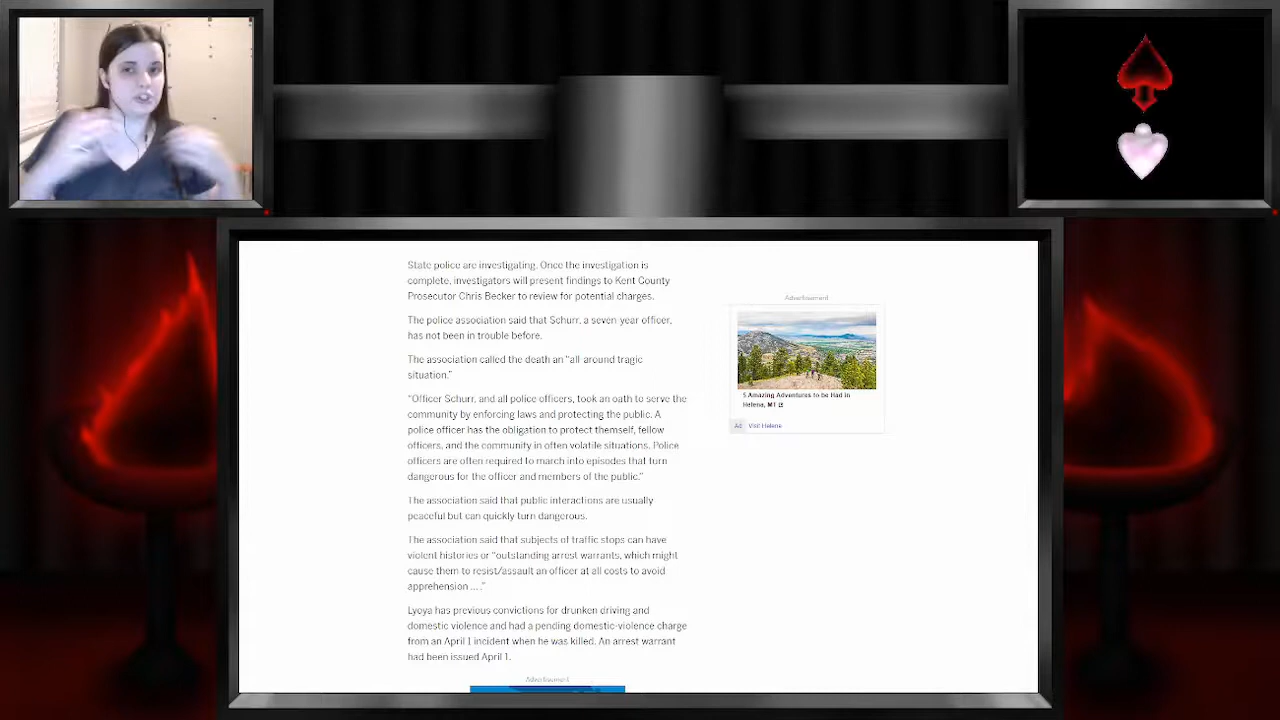 State police are investigating. Once the investigation is
complete, investigators will present findings to Kent County
Prosecutor Chris Becker to review for potential charges.
The police association said that Schurr, a seven-year officer,
has not been in trouble before.
The association called the death an “all around tragic
situation.”
“Officer Schurr, and all police officers, took an oath to serve the
community by enforcing laws and protecting the public. A
police officer has the obligation to protect themself, fellow
officers, and the community in often volatile situations. Police
officers are often required to march into episodes that turn
dangerous for the officer and members of the public.”
The association said that public interactions are usually
peaceful but can quickly turn dangerous.
The association said that subjects of traffic stops can have
violent histories or “outstanding arrest warrants, which might
cause them to resist/assault an officer at all costs to avoid
apprehension ….”
Lyoya has previous convictions for drunken driving and
domestic violence and had a pending domestic-violence charge
from an April 1 incident when he was killed. An arrest warrant
had been issued April 1.
Advertisement
Advertisement
5 Amazing Adventures to be Had in
Helena, MT
Ad Visit Helena